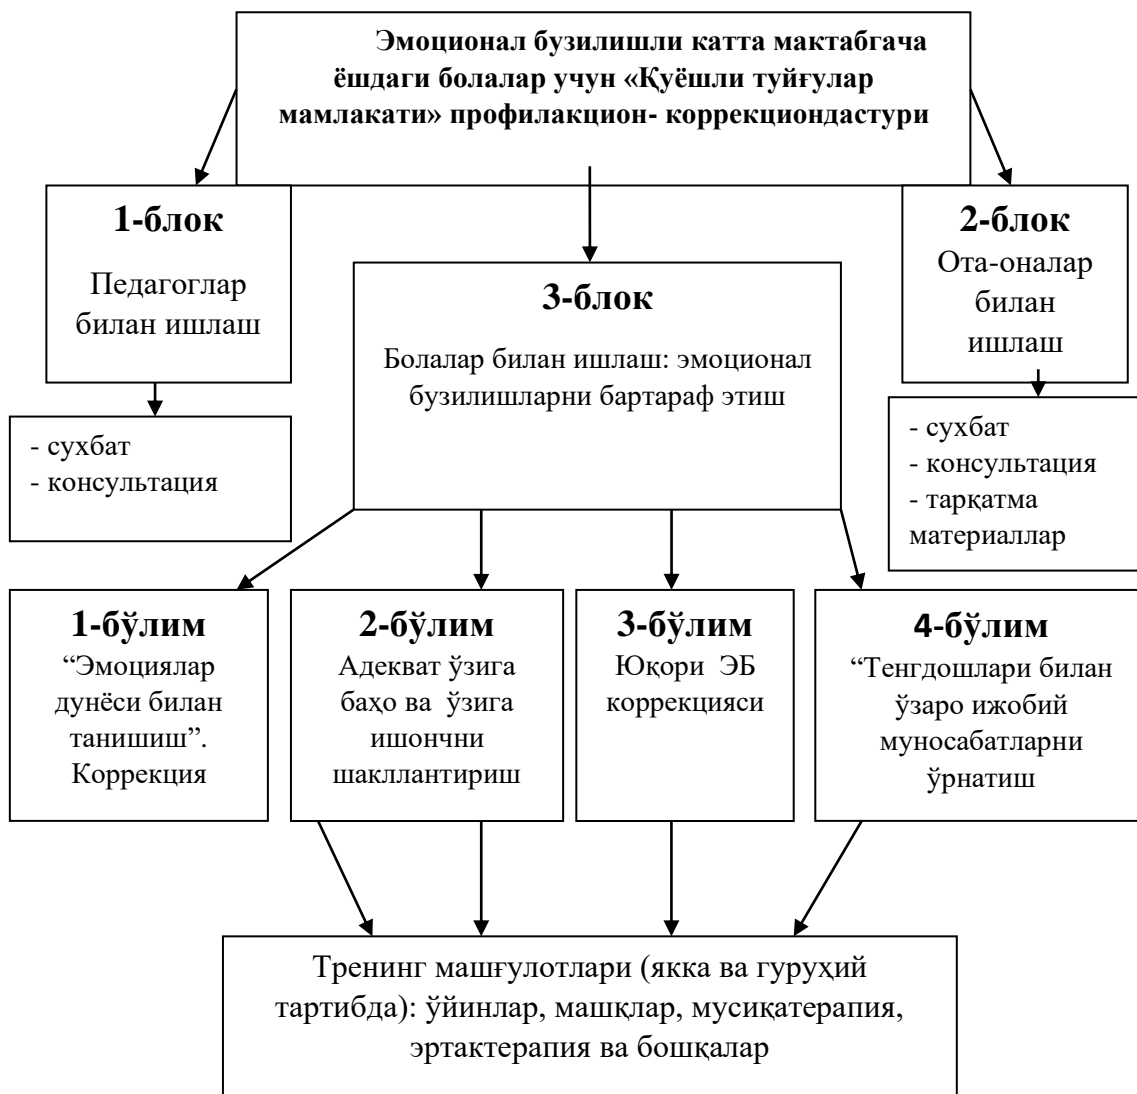 Эмоционал бузилишли катта мактабгача
ёшдаги болалар учун «Қуёшли туйғулар
мамлакати» профилакцион- коррекциондастури
1-блок
Педагоглар
билан ишлаш
- сухбат
- консультация
2-блок
Ота-оналар
билан
ишлаш
- сухбат
- консультация
- тарқатма
материаллар
3-блок
Болалар билан ишлаш: эмоционал
бузилишларни бартараф этиш
1-бўлим
“Эмоциялар
дунёси билан
танишиш”.
Коррекция
2-бўлим
Адекват ўзига
баҳо ва ўзига
ишончни
шакллантириш
3-бўлим
Юқори ЭБ
коррекцияси
4-бўлим
“Тенгдошлари билан
ўзаро ижобий
муносабатларни
ўрнатиш
Тренинг машғулотлари (якка ва гуруҳий
тартибда): ўйинлар, машқлар, мусиқатерапия,
эртактерапия ва бошқалар